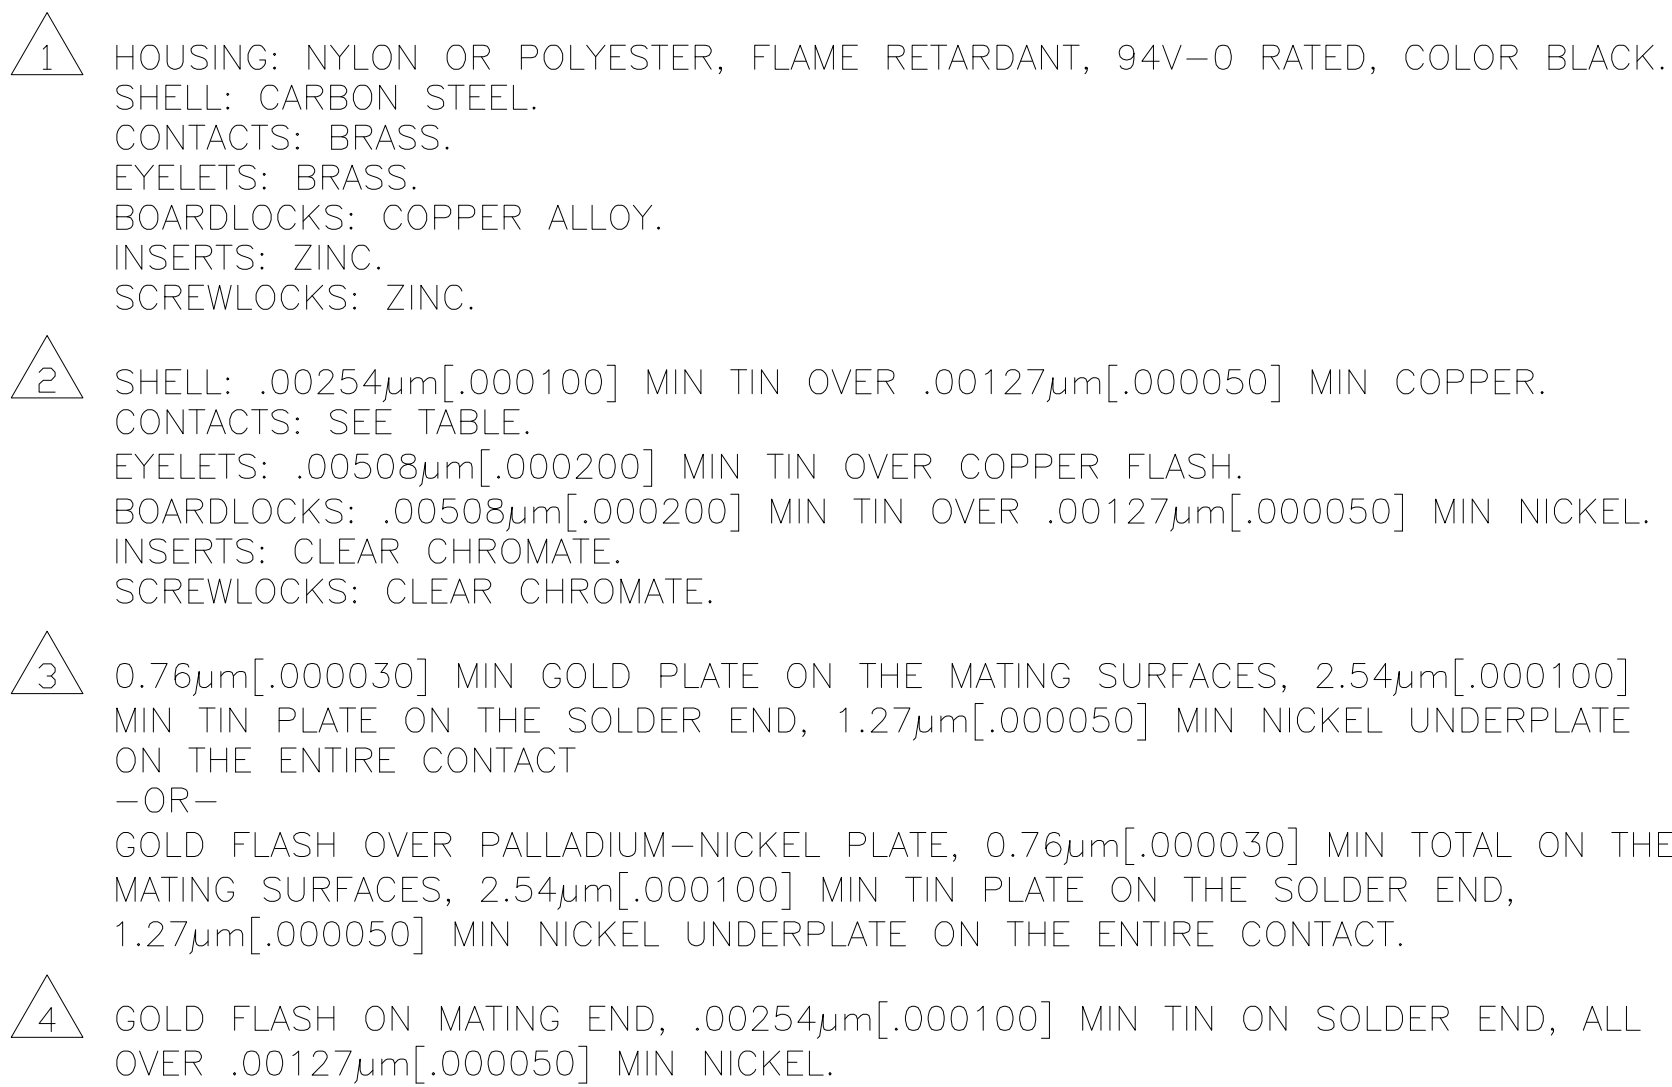 1 HOUSING: NYLON OR POLYESTER, FLAME RETARDANT, 94V-0 RATED, COLOR BLACK.
SHELL: CARBON STEEL.
CONTACTS: BRASS.
EYELETS: BRASS.
BOARDLOCKS: COPPER ALLOY.
INSERTS: ZINC.
SCREWLOCKS: ZINC.
2 SHELL: .00254µm[.000100] MIN TIN OVER .00127µm[.000050] MIN COPPER.
CONTACTS: SEE TABLE.
EYELETS: .00508µm[.000200] MIN TIN OVER COPPER FLASH.
BOARDLOCKS: .00508µm[.000200] MIN TIN OVER .00127µm[.000050] MIN NICKEL.
INSERTS: CLEAR CHROMATE.
SCREWLOCKS: CLEAR CHROMATE.
3 0.76µm[.000030] MIN GOLD PLATE ON THE MATING SURFACES, 2.54µm[.000100]
MIN TIN PLATE ON THE SOLDER END, 1.27µm[.000050] MIN NICKEL UNDERPLATE
ON THE ENTIRE CONTACT
-OR-
GOLD FLASH OVER PALLADIUM-NICKEL PLATE, 0.76µm[.000030] MIN TOTAL ON THE
MATING SURFACES, 2.54µm[.000100] MIN TIN PLATE ON THE SOLDER END,
1.27µm[.000050] MIN NICKEL UNDERPLATE ON THE ENTIRE CONTACT.
4 GOLD FLASH ON MATING END, .00254µm[.000100] MIN TIN ON SOLDER END, ALL
OVER .00127µm[.000050] MIN NICKEL.